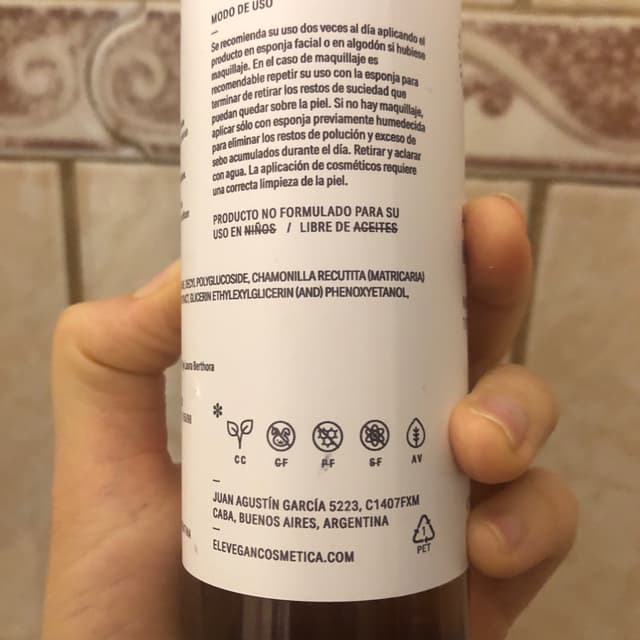 MODO DE USO
Se recomienda su uso dos veces al día aplicando el
producto en esponja facial o en algodón si hubiese
maquillaje. En el caso de maquillaje es
recomendable repetir su uso con la esponja para
terminar de retirar los restos de suciedad que
puedan quedar sobre la piel. Si no hay maquillaje,
aplicar sólo con esponja previamente humedecida
para eliminar los restos de polución y exceso de
sebo acumulados durante el día. Retirar y aclarar
con agua. La aplicación de cosméticos requiere
una correcta limpieza de la piel.
PRODUCTO NO FORMULADO PARA SU
USO EN NIÑOS / LIBRE DE ACEITES
DECYL POLYGLUCOSIDE, CHAMONILLA RECUTITA (MATRICARIA)
GLICERIN ETHYLEXYLGLICERIN (AND) PHENOXYETANOL,
Laura Berthora
*
CC GF PF SF AV
JUAN AGUSTÍN GARCÍA 5223, C1407FXM
CABA, BUENOS AIRES, ARGENTINA
ELEVEGANCOSMETICA.COM
1
PET